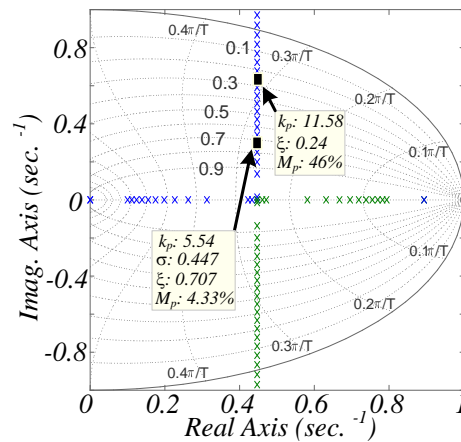 0.8
0.4
0
-0.4
-0.8
Imag. Axis (sec. -1)
0.4π/T
0.1
0.3π/T
0.3
0.5
0.2π/T
0.7
0.9
0.1π/T
kp: 11.58
ξ: 0.24
Mp: 46%
kp: 5.54
σ: 0.447
ξ: 0.707
Mp: 4.33%
0.1π/T
0.2π/T
0.3π/T
0.4π/T
0 0.2 0.4 0.6 0.8
Real Axis (sec. -1)